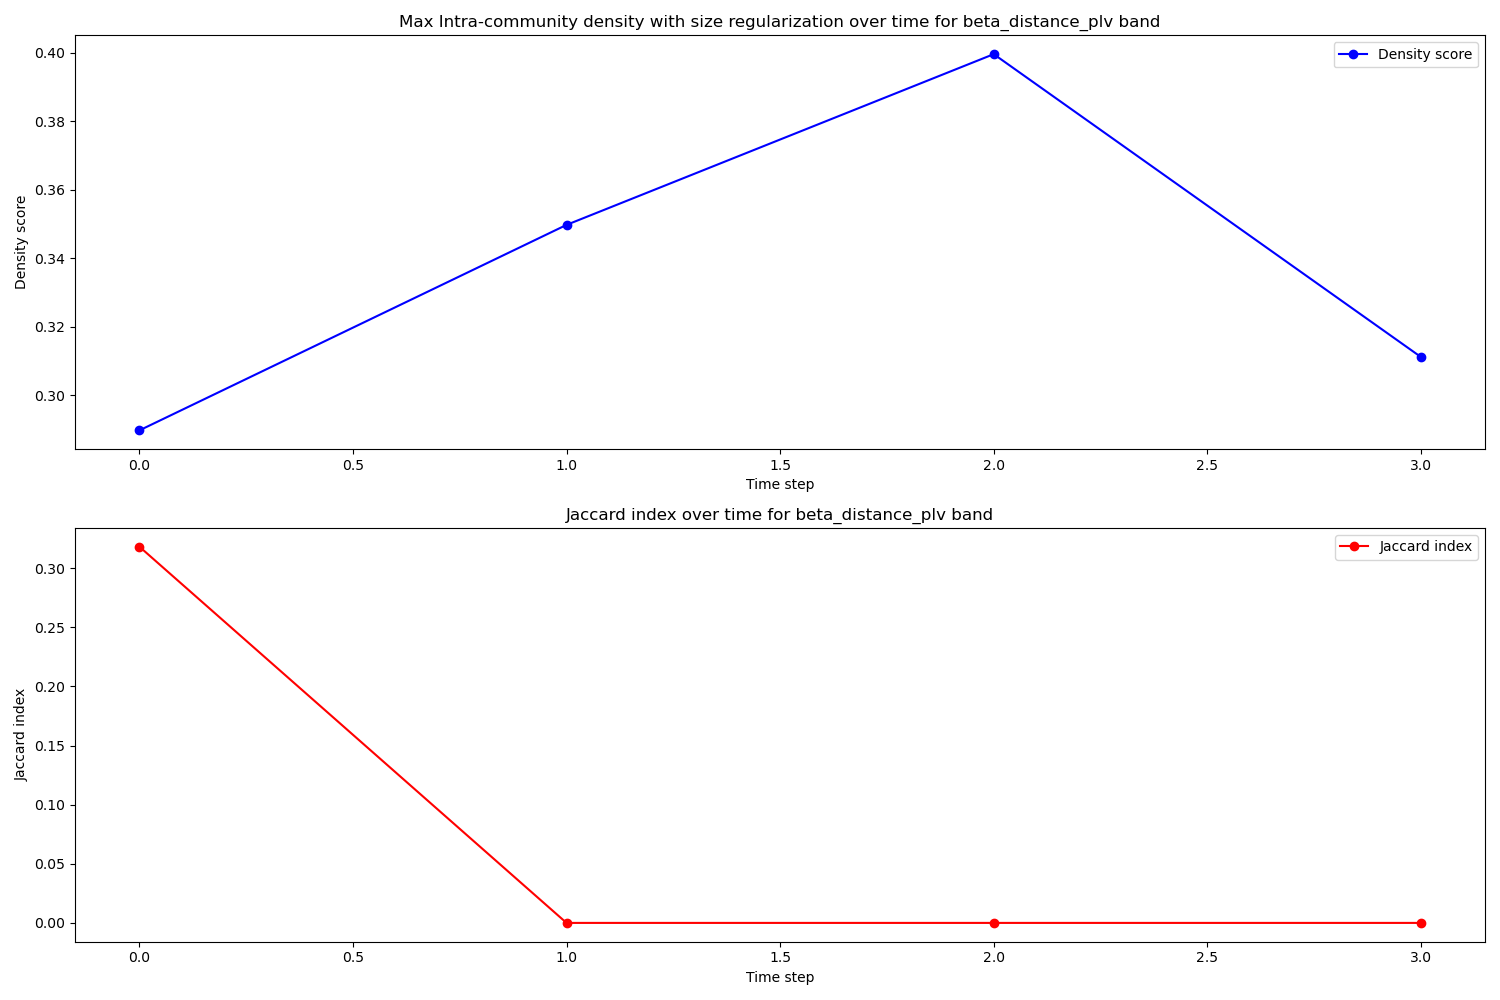 Max Intra-community density with size regularization over time for beta_distance_plv band
Density score
0.40
0.38
0.36
0.34
0.32
0.30
Density score
0.0 0.5 1.0 1.5 2.0 2.5 3.0
Time step
Jaccard index over time for beta_distance_plv band
Jaccard index
0.30
0.25
0.20
0.15
0.10
0.05
0.00
Jaccard index
0.0 0.5 1.0 1.5 2.0 2.5 3.0
Time step